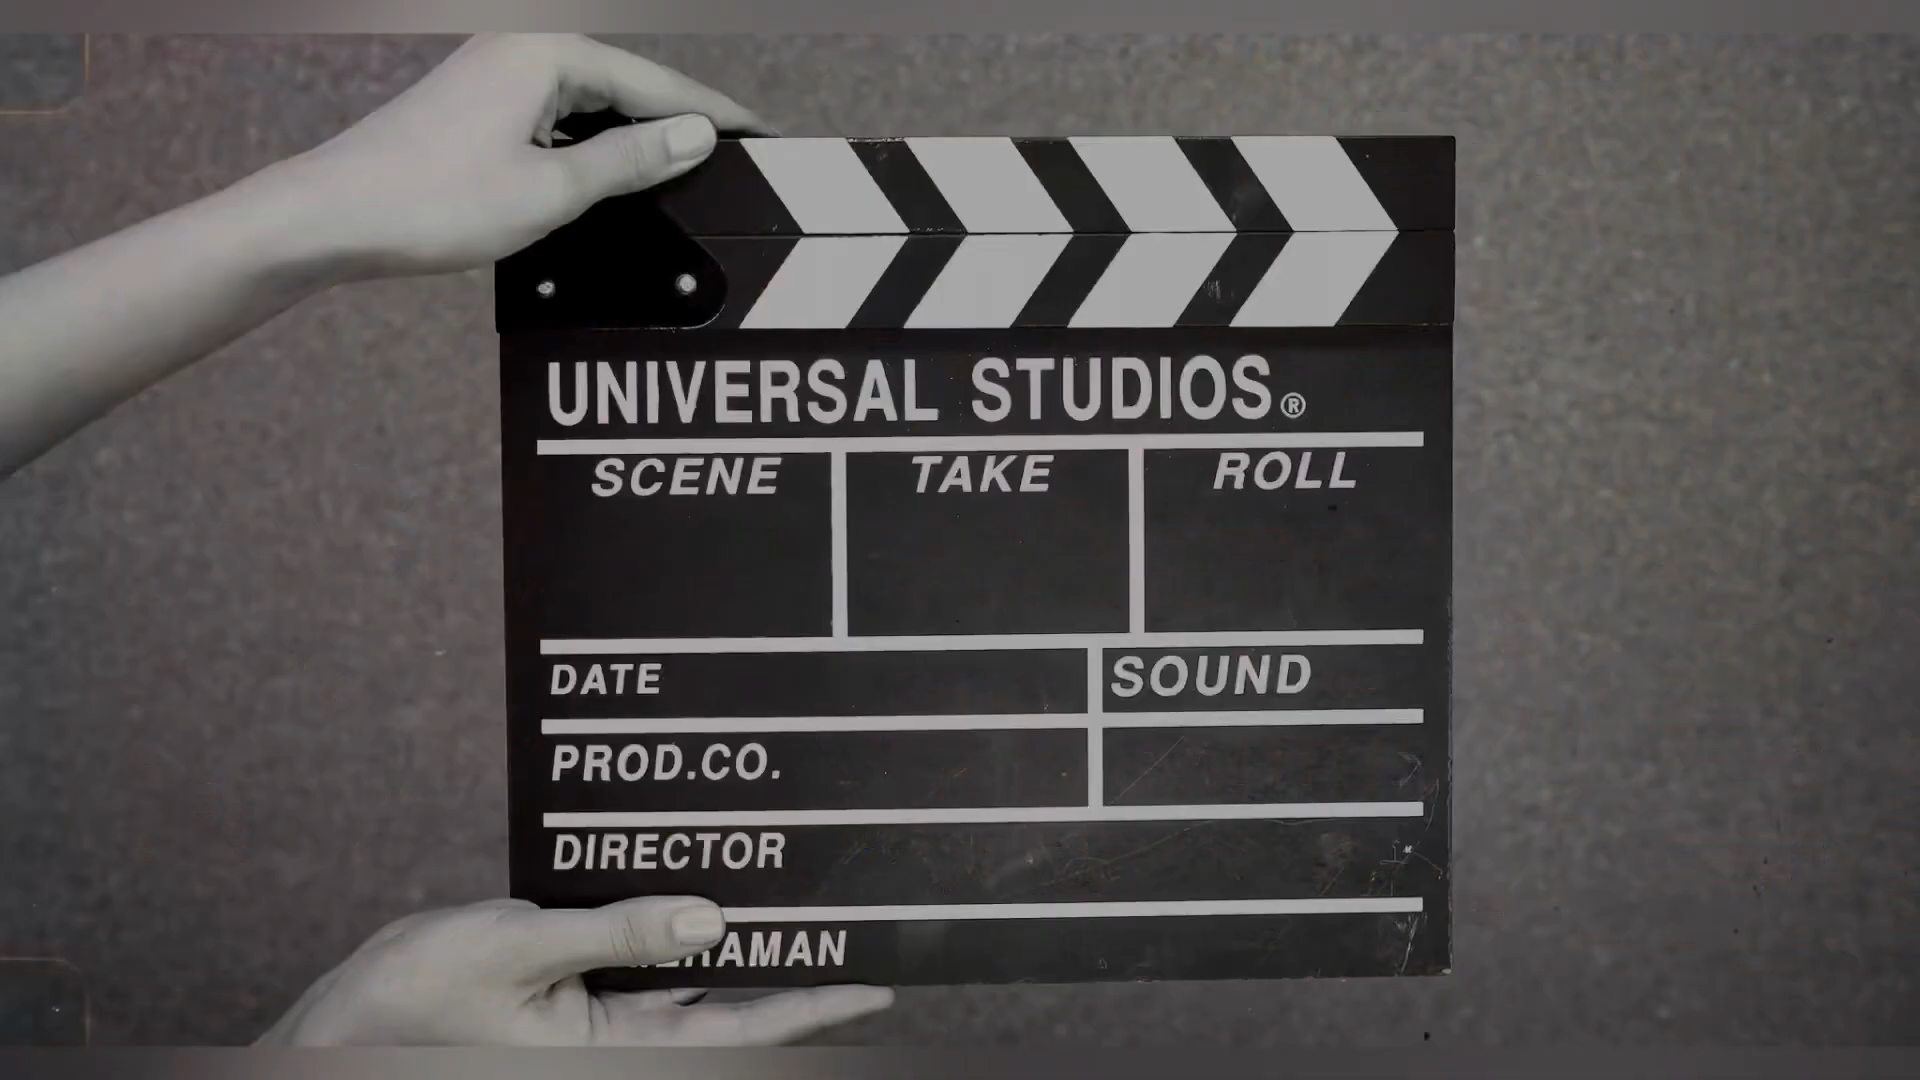 UNIVERSAL STUDIOS®
SCENE TAKE ROLL
DATE SOUND
PROD.CO.
DIRECTOR